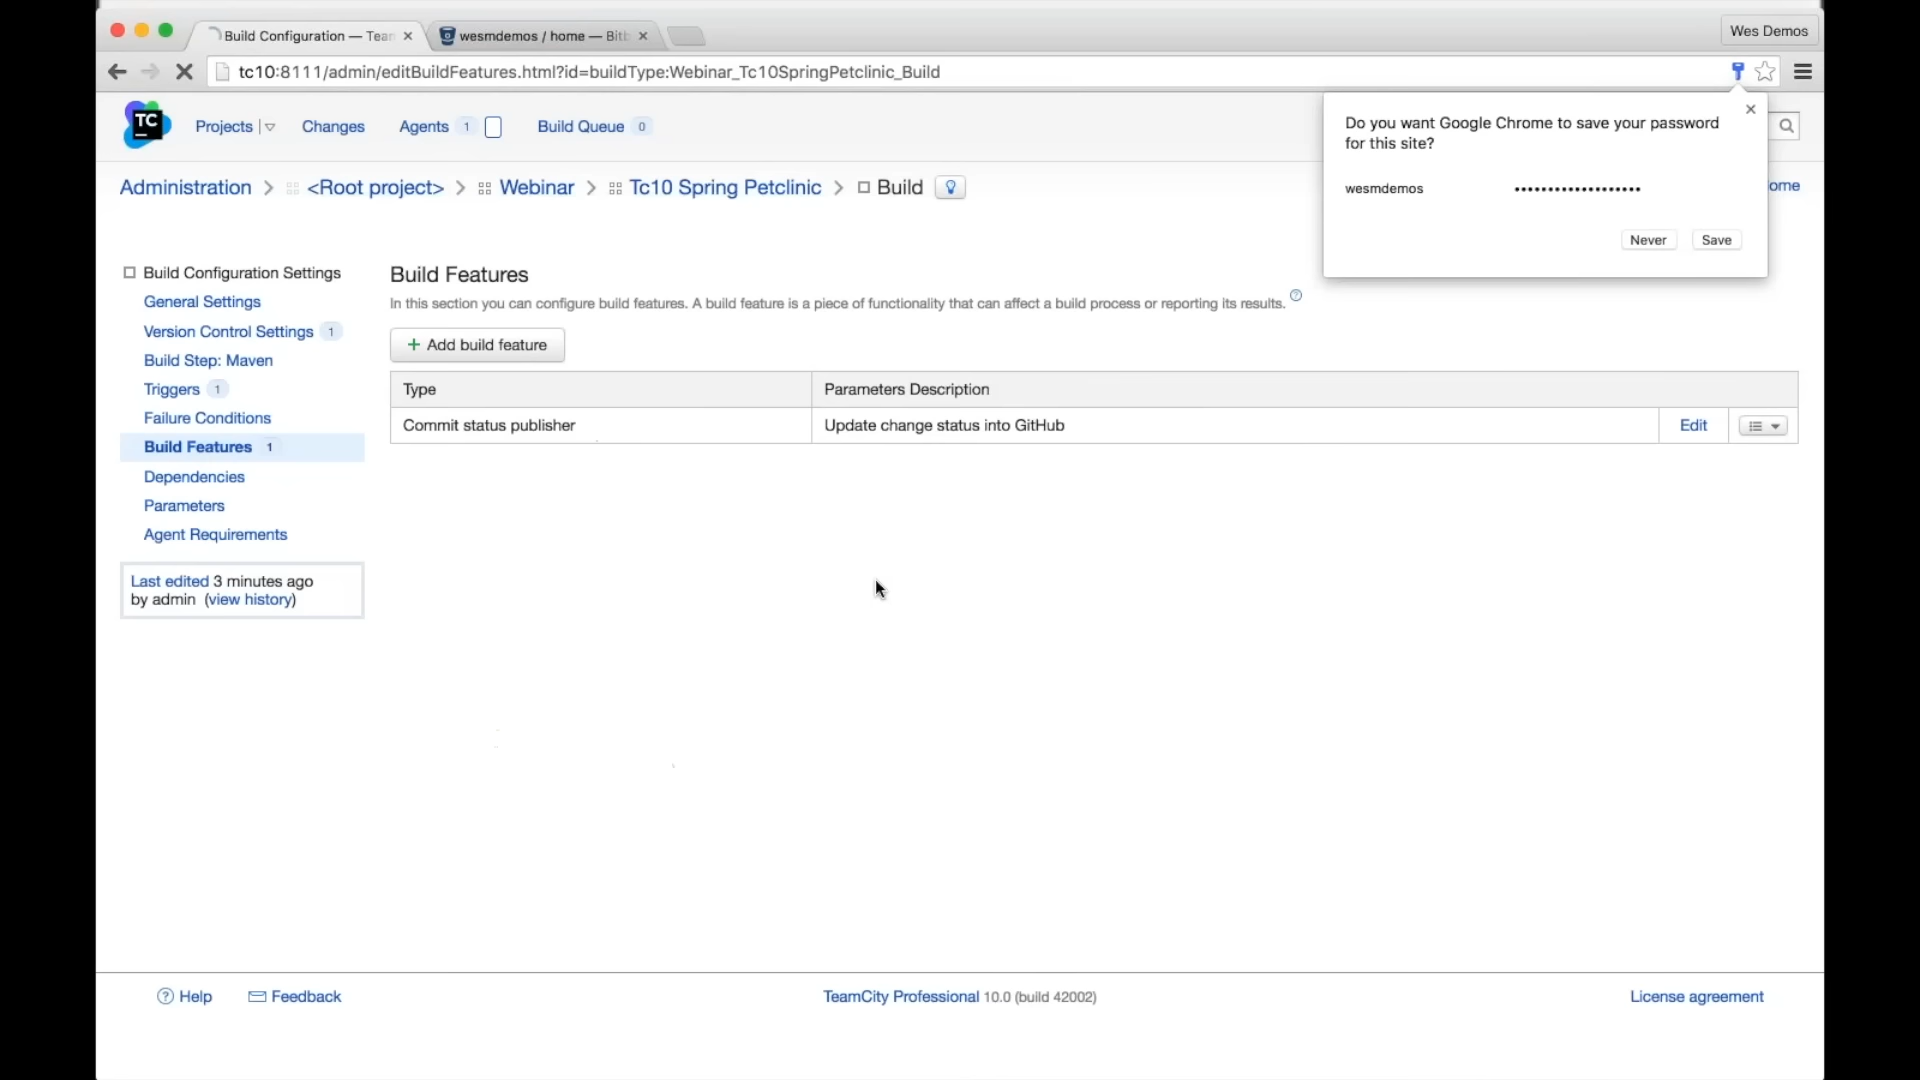 Build Configuration — Tean
wesmdemos / home — Bitb
Wes Demos
tc10:8111/admin/editBuildFeatures.html?id=buildType:Webinar_Tc10SpringPetclinic_Build
TC
Projects
Changes
Agents 1
Build Queue 0
Do you want Google Chrome to save your password
for this site?
wesmdemos •••••••••••••••••••
Never Save
Administration > <Root project> > Webinar > Tc10 Spring Petclinic > Build
ome
Build Configuration Settings
General Settings
Version Control Settings 1
Build Step: Maven
Triggers 1
Failure Conditions
Build Features 1
Dependencies
Parameters
Agent Requirements
Last edited 3 minutes ago
by admin (view history)
Build Features
In this section you can configure build features. A build feature is a piece of functionality that can affect a build process or reporting its results. ?
+ Add build feature
Type Parameters Description
Commit status publisher Update change status into GitHub Edit
? Help
Feedback
TeamCity Professional 10.0 (build 42002)
License agreement